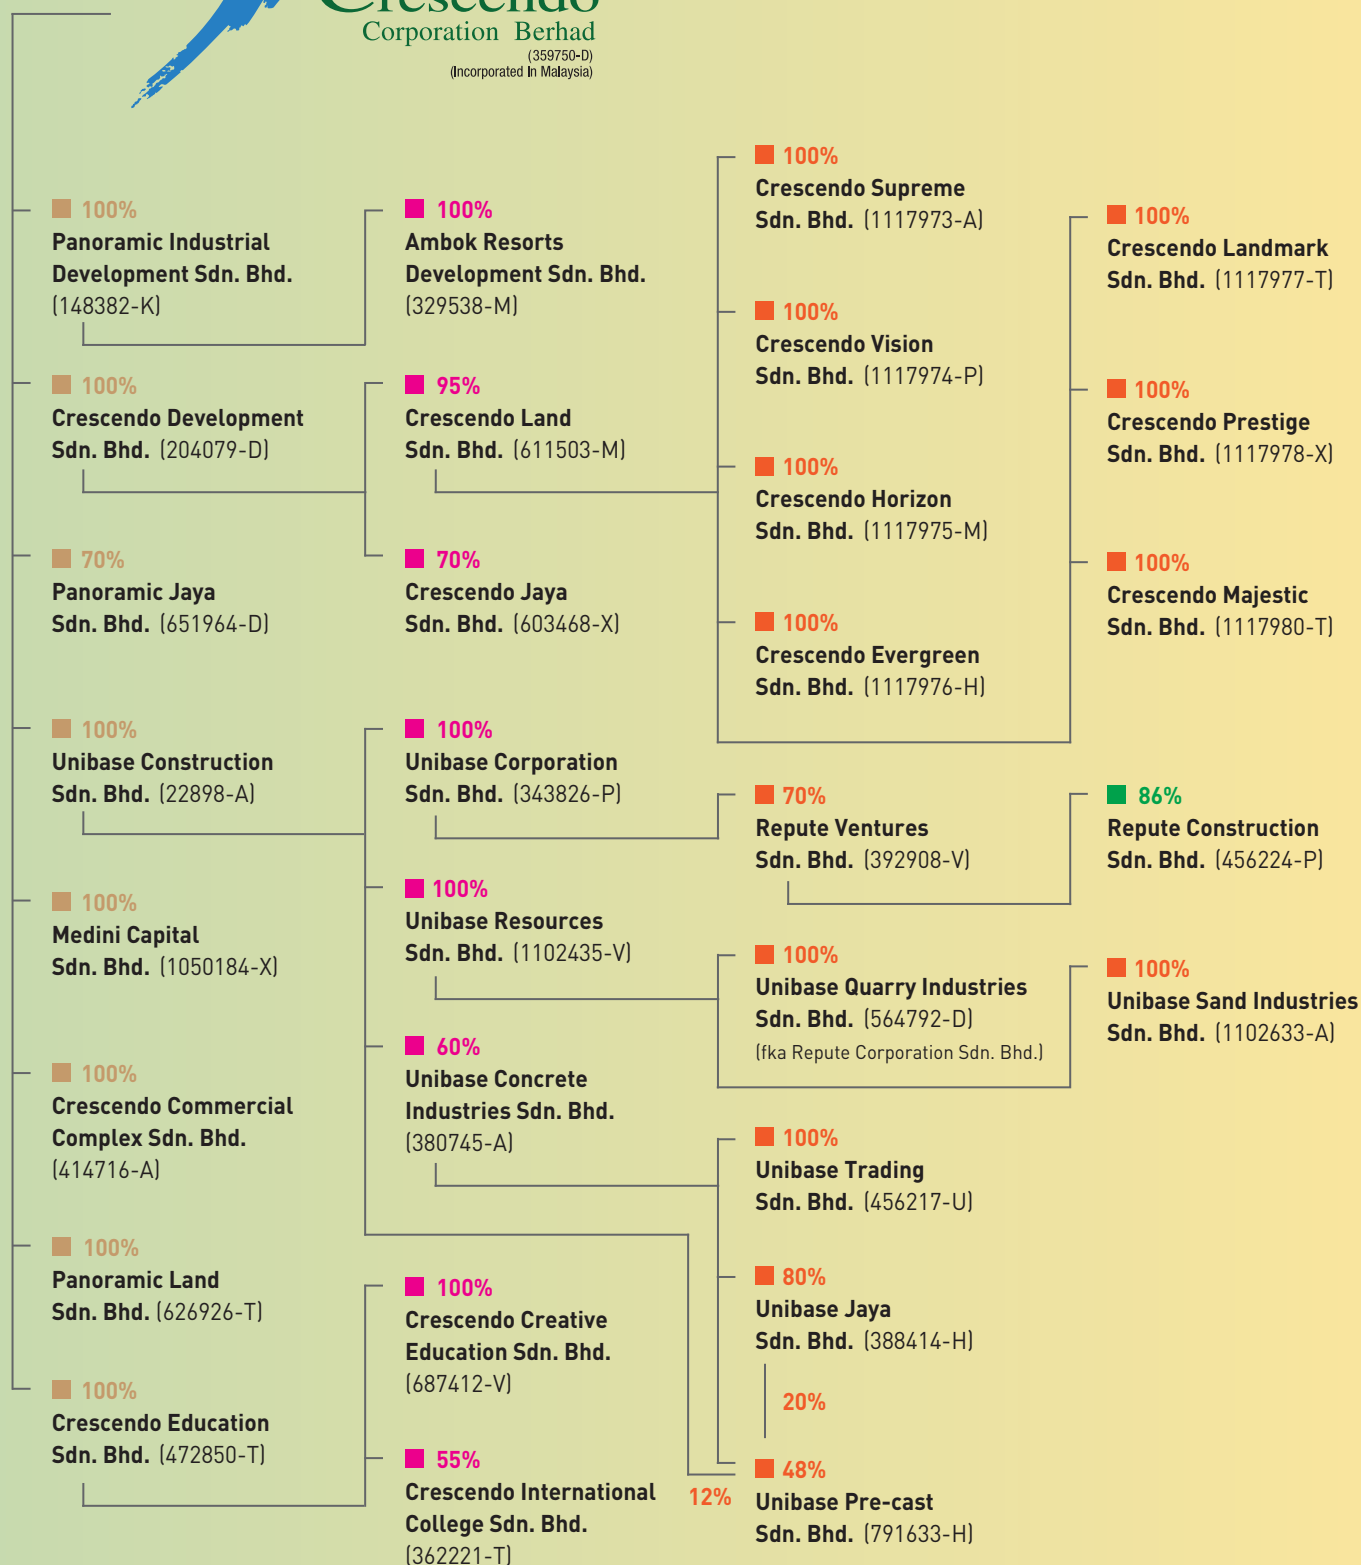 Crescendo
Corporation Berhad
(359750-D)
(Incorporated In Malaysia)
100%
Panoramic Industrial
Development Sdn. Bhd.
(148382-K)
100%
Crescendo Development
Sdn. Bhd. (204079-D)
70%
Panoramic Jaya
Sdn. Bhd. (651964-D)
100%
Unibase Construction
Sdn. Bhd. (22898-A)
100%
Medini Capital
Sdn. Bhd. (1050184-X)
100%
Crescendo Commercial
Complex Sdn. Bhd.
(414716-A)
100%
Panoramic Land
Sdn. Bhd. (626926-T)
100%
Crescendo Education
Sdn. Bhd. (472850-T)
100%
Ambok Resorts
Development Sdn. Bhd.
(329538-M)
95%
Crescendo Land
Sdn. Bhd. (611503-M)
70%
Crescendo Jaya
Sdn. Bhd. (603468-X)
100%
Unibase Corporation
Sdn. Bhd. (343826-P)
100%
Unibase Resources
Sdn. Bhd. (1102435-V)
60%
Unibase Concrete
Industries Sdn. Bhd.
(380745-A)
100%
Crescendo Creative
Education Sdn. Bhd.
(687412-V)
55%
Crescendo International
College Sdn. Bhd.
(362221-T)
100%
Crescendo Supreme
Sdn. Bhd. (1117973-A)
100%
Crescendo Vision
Sdn. Bhd. (1117974-P)
100%
Crescendo Horizon
Sdn. Bhd. (1117975-M)
100%
Crescendo Evergreen
Sdn. Bhd. (1117976-H)
70%
Repute Ventures
Sdn. Bhd. (392908-V)
100%
Unibase Quarry Industries
Sdn. Bhd. (564792-D)
(fka Repute Corporation Sdn. Bhd.)
100%
Unibase Trading
Sdn. Bhd. (456217-U)
80%
Unibase Jaya
Sdn. Bhd. (388414-H)
20%
48%
12%
Unibase Pre-cast
Sdn. Bhd. (791633-H)
100%
Crescendo Landmark
Sdn. Bhd. (1117977-T)
100%
Crescendo Prestige
Sdn. Bhd. (1117978-X)
100%
Crescendo Majestic
Sdn. Bhd. (1117980-T)
86%
Repute Construction
Sdn. Bhd. (456224-P)
100%
Unibase Sand Industries
Sdn. Bhd. (1102633-A)